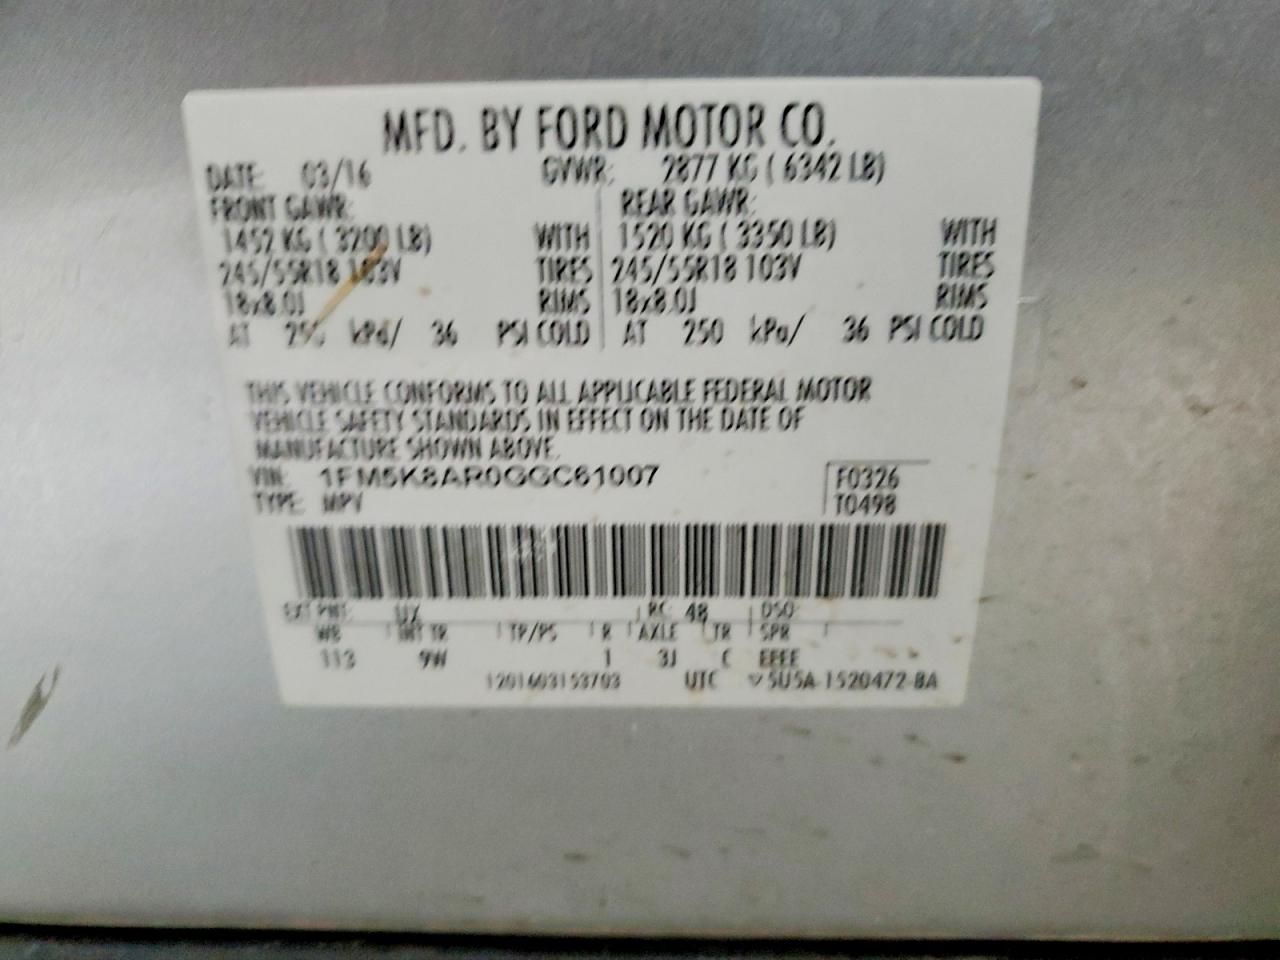 MFD. BY FORD MOTOR CO.
DATE: 03/16 GVWR: 2877 KG ( 6342 LB)
FRONT GAWR: REAR GAWR:
1452 KG ( 3200 LB) WITH 1520 KG ( 3350 LB) WITH
245/55R18 103V TIRES 245/55R18 103V TIRES
18x8.0J RIMS 18x8.0J RIMS
AT 250 kPa/ 36 PSI COLD AT 250 kPa/ 36 PSI COLD
THIS VEHICLE CONFORMS TO ALL APPLICABLE FEDERAL MOTOR
VEHICLE SAFETY STANDARDS IN EFFECT ON THE DATE OF
MANUFACTURE SHOWN ABOVE.
VIN: 1FM5K8AR0GGC61007 F0326
TYPE: MPV T0498
EXT PNT: UX RC: 48 DSO:
WB INT TR TP/PS R AXLE TR SPR
113 9W 1 3J C EFEE
1201603153703 UTC ▽5U5A-1520472-BA